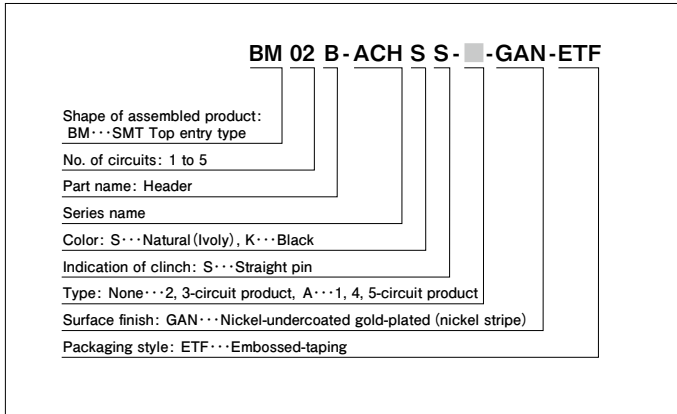 BM 02 B-ACH S S-■-GAN-ETF
Shape of assembled product:
BM···SMT Top entry type
No. of circuits: 1 to 5
Part name: Header
Series name
Color: S···Natural (Ivoly), K···Black
Indication of clinch: S···Straight pin
Type: None···2, 3-circuit product, A···1, 4, 5-circuit product
Surface finish: GAN···Nickel-undercoated gold-plated (nickel stripe)
Packaging style: ETF···Embossed-taping